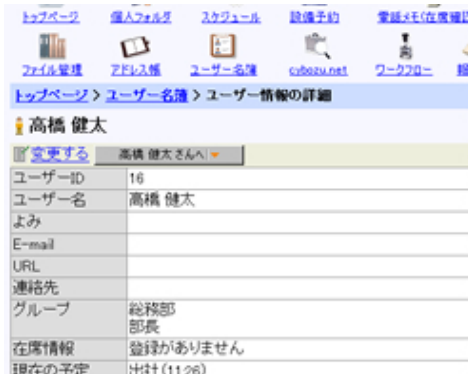 トップページ 個人フォルダ スケジュール 設備予約 電話メモ(在席確認
ファイル管理 アドレス帳 ユーザー名簿 cybozu.net ワークフロー 報
トップページ > ユーザー名簿 > ユーザー情報の詳細
高橋 健太
変更する 高橋 健太さんへ
ユーザーID 16
ユーザー名 高橋 健太
よみ
E-mail
URL
連絡先
グループ 総務部
部長
在席情報 登録がありません
現在の予定 出社(11:26)